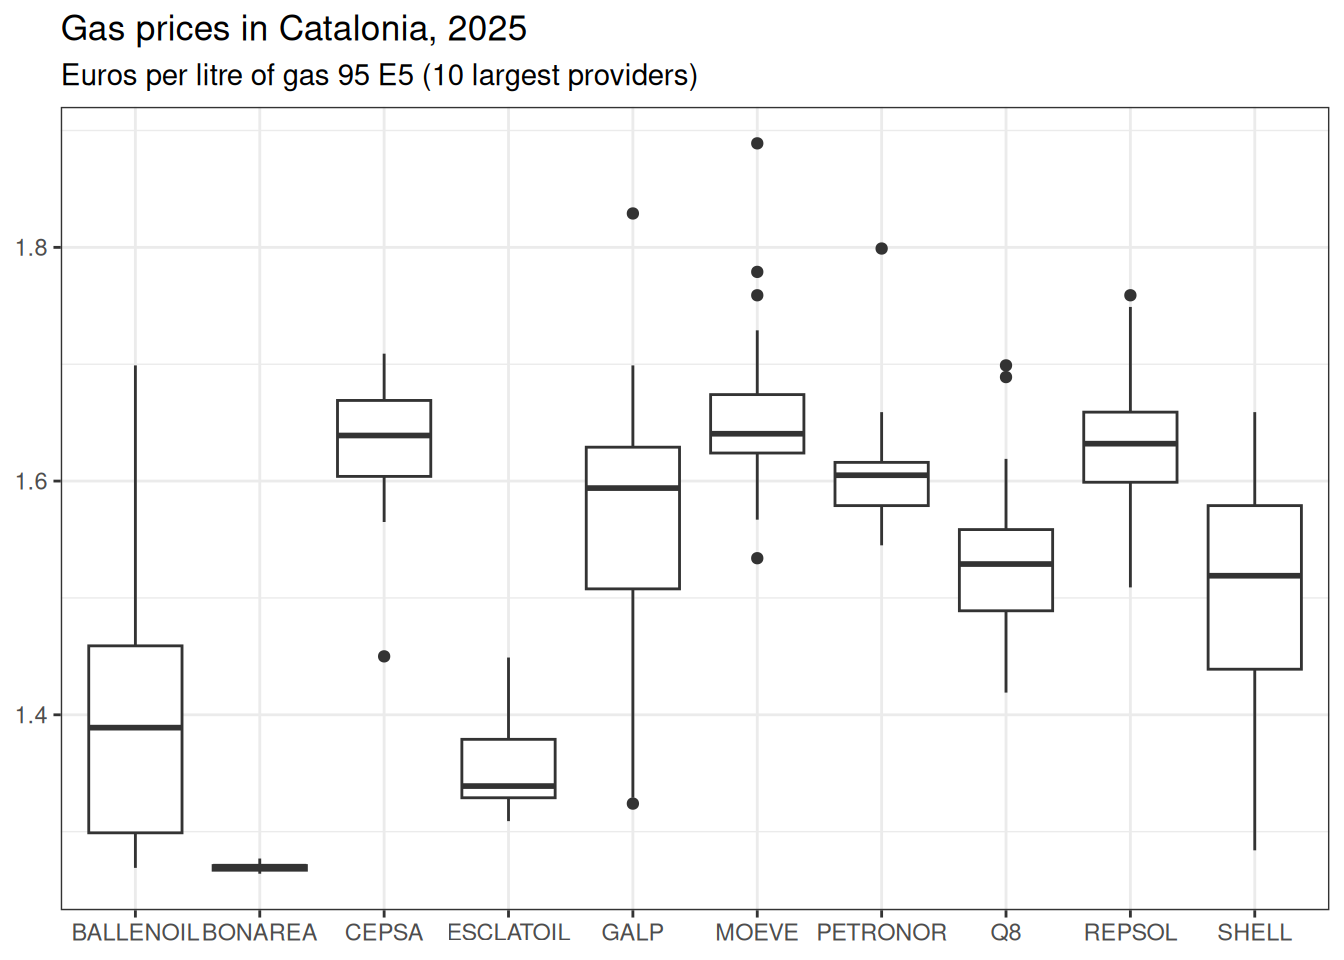 Gas prices in Catalonia, 2025
Euros per litre of gas 95 E5 (10 largest providers)
1.8
1.6
1.4
BALLENOIL BONAREA CEPSA ESCLATOIL GALP MOEVE PETRONOR Q8 REPSOL SHELL